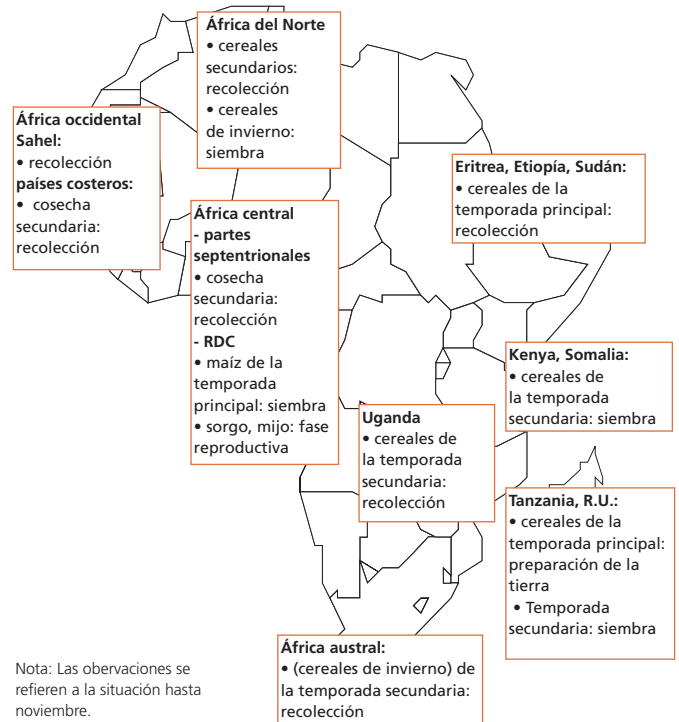 África del Norte
• cereales
secundarios:
recolección
• cereales
de invierno:
siembra
África occidental
Sahel:
• recolección
países costeros:
• cosecha
secundaria:
recolección
África central
- partes
septentrionales
• cosecha
secundaria:
recolección
- RDC
• maíz de la
temporada
principal: siembra
• sorgo, mijo: fase
reproductiva
Eritrea, Etiopía, Sudán:
• cereales de la
temporada principal:
recolección
Kenya, Somalia:
• cereales de
la temporada
secundaria: siembra
Uganda
• cereales de
la temporada
secundaria:
recolección
Tanzania, R.U.:
• cereales de la
temporada principal:
preparación de la
tierra
• Temporada
secundaria: siembra
África austral:
• (cereales de invierno) de
la temporada secundaria:
recolección
Nota: Las obervaciones se
refieren a la situación hasta
noviembre.